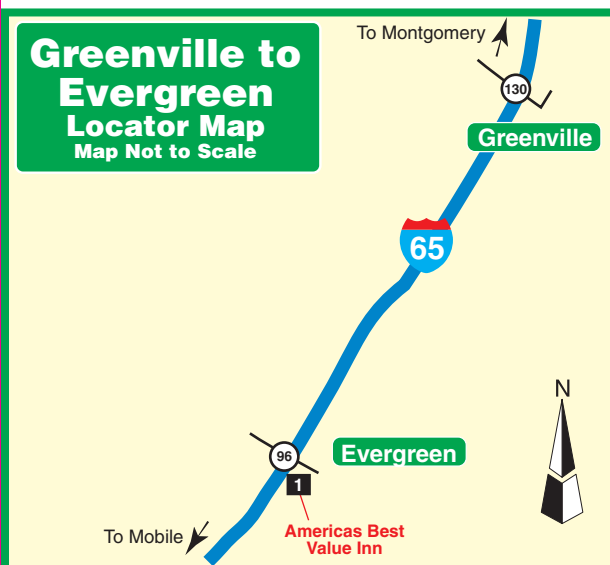 Greenville to
Evergreen
Locator Map
Map Not to Scale
To Montgomery
130
Greenville
65
N
96
Evergreen
1
Americas Best
Value Inn
To Mobile